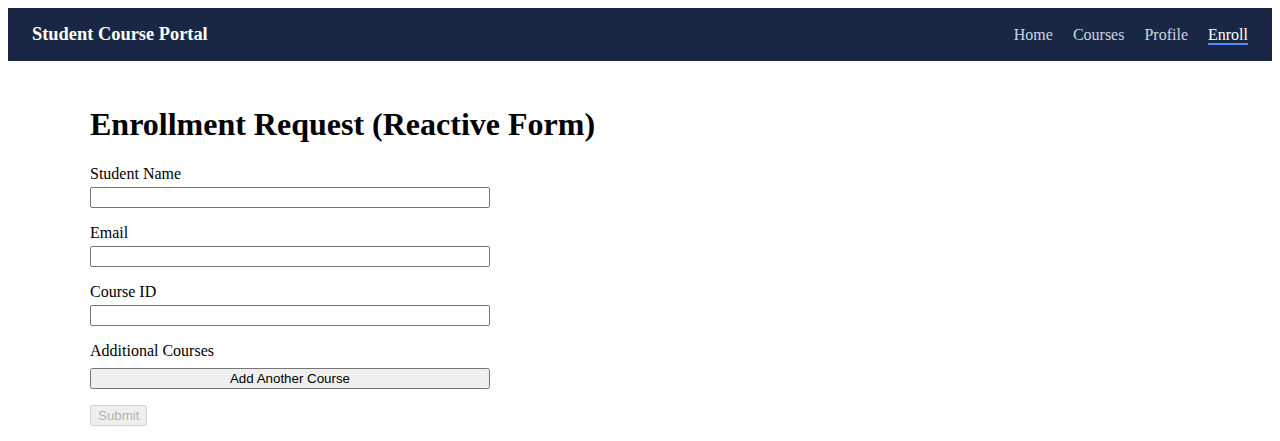 Student Course Portal
Home Courses Profile Enroll
Enrollment Request (Reactive Form)
Student Name
Email
Course ID
Additional Courses
Add Another Course
Submit